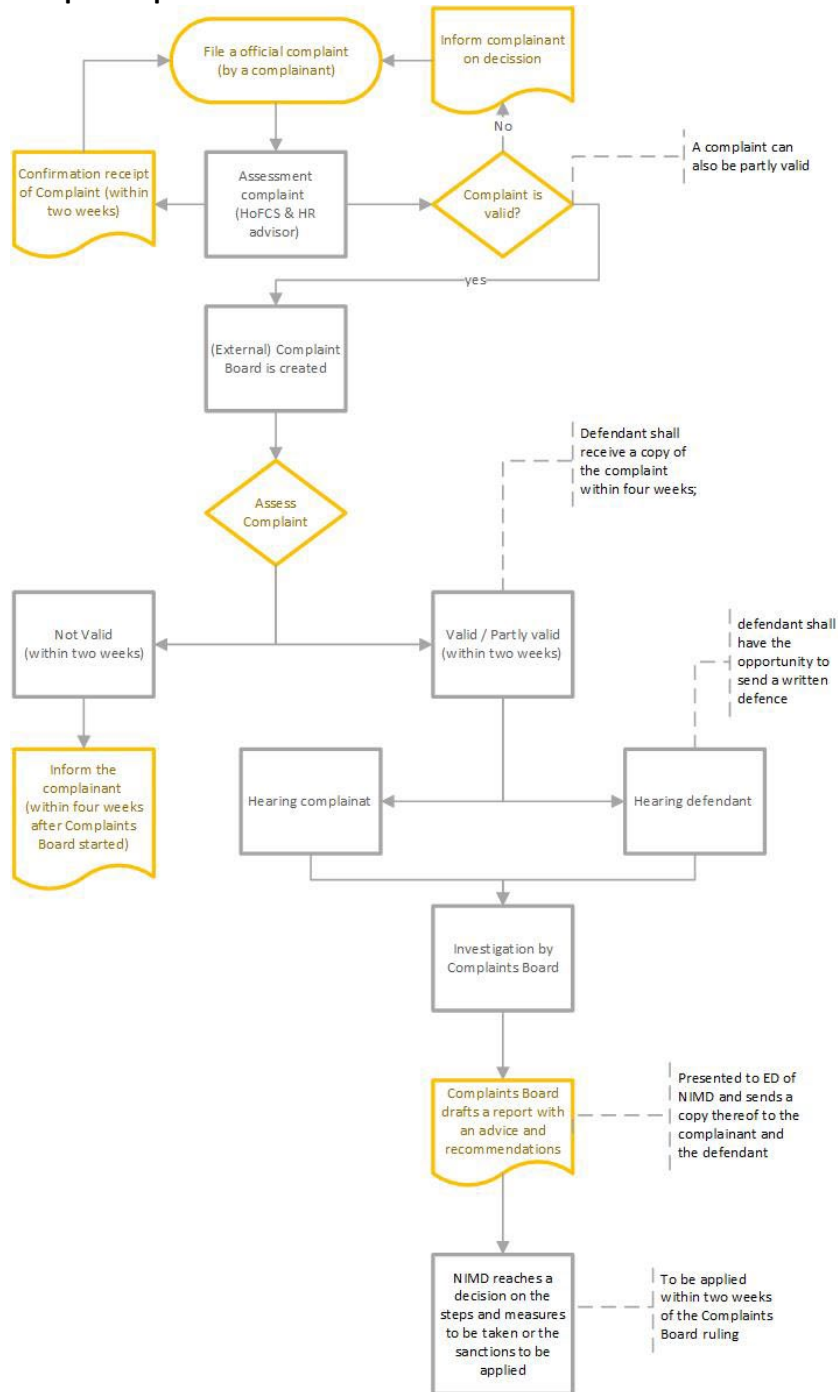 File a official complaint
(by a complainant)
Inform complainant
on decission
No
A complaint can
also be partly valid
Confirmation receipt
of Complaint (within
two weeks)
Assessment
complaint
(HoFCS & HR
advisor)
Complaint is
valid?
yes
(External) Complaint
Board is created
Defendant shall
receive a copy of
the complaint
within four weeks;
Assess
Complaint
Not Valid
(within two weeks)
Valid / Partly valid
(within two weeks)
defendant shall
have the
opportunity to
send a written
defence
Inform the
complainant
(within four weeks
after Complaints
Board started)
Hearing complainat
Hearing defendant
Investigation by
Complaints Board
Complaints Board
drafts a report with
an advice and
recommendations
Presented to ED of
NIMD and sends a
copy thereof to the
complainant and
the defendant
NIMD reaches a
decision on the
steps and measures
to be taken or the
sanctions to be
applied
To be applied
within two weeks
of the Complaints
Board ruling